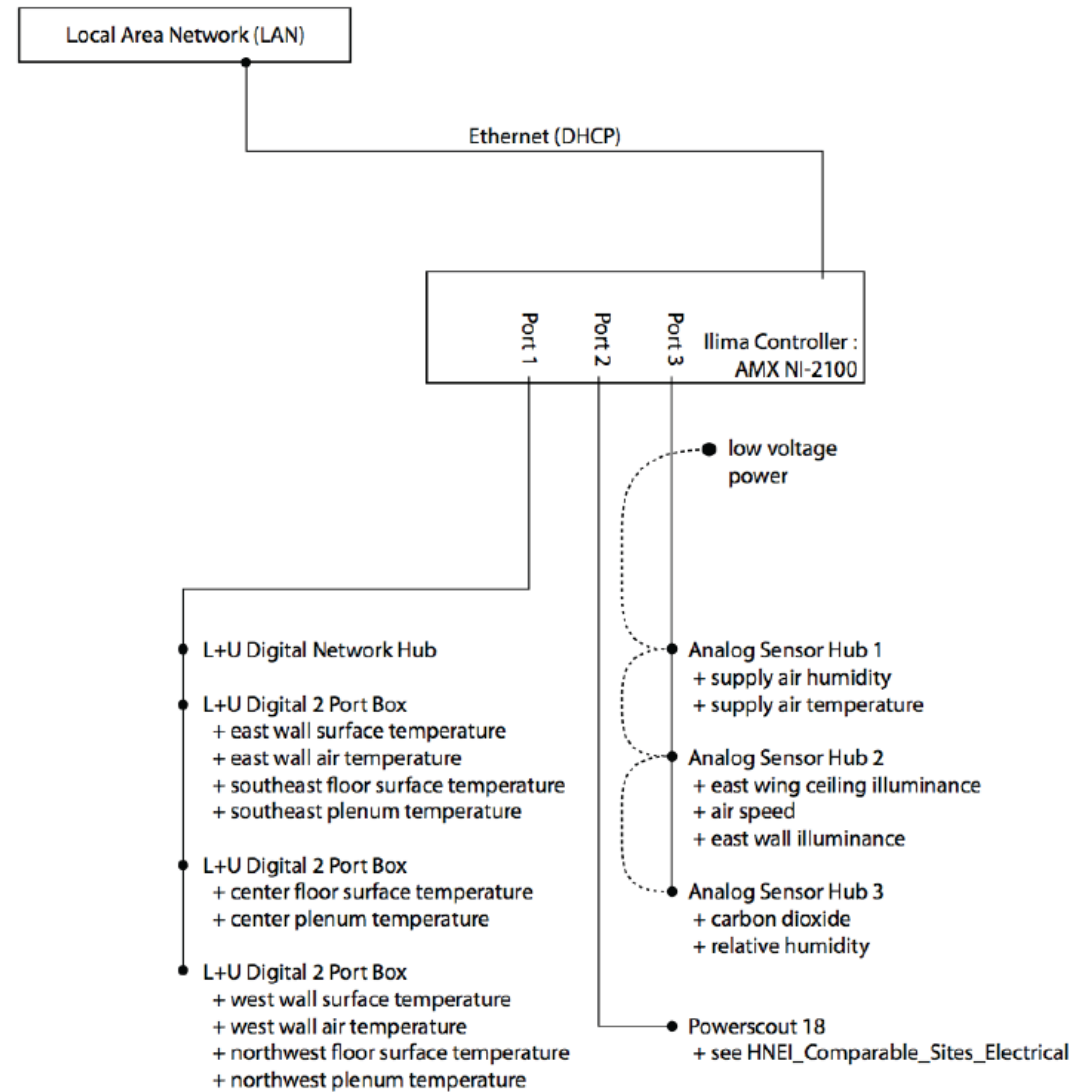 Local Area Network (LAN)
Ethernet (DHCP)
Port 1
Port 2
Port 3
Ilima Controller :
AMX NI-2100
low voltage
power
L+U Digital Network Hub
L+U Digital 2 Port Box
+ east wall surface temperature
+ east wall air temperature
+ southeast floor surface temperature
+ southeast plenum temperature
L+U Digital 2 Port Box
+ center floor surface temperature
+ center plenum temperature
L+U Digital 2 Port Box
+ west wall surface temperature
+ west wall air temperature
+ northwest floor surface temperature
+ northwest plenum temperature
Analog Sensor Hub 1
+ supply air humidity
+ supply air temperature
Analog Sensor Hub 2
+ east wing ceiling illuminance
+ air speed
+ east wall illuminance
Analog Sensor Hub 3
+ carbon dioxide
+ relative humidity
Powerscout 18
+ see HNEI_Comparable_Sites_Electrical